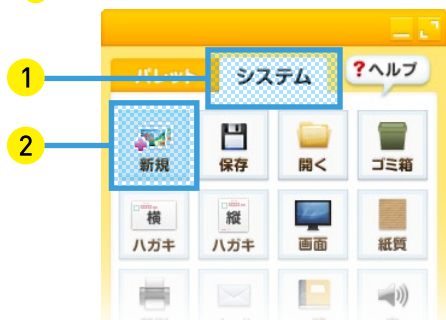 1
パレット システム ?ヘルプ
2
新規 保存 開く ゴミ箱
横 縦
ハガキ ハガキ 画面 紙質